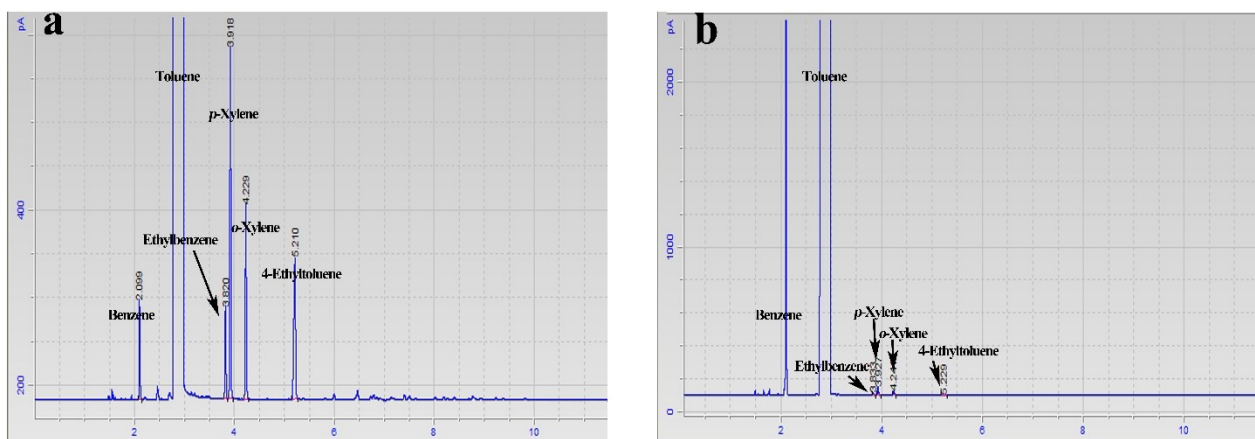 a
pA
3.918
Toluene
p-Xylene
4.229
400
Ethylbenzene
o-Xylene
5.210
4-Ethyltoluene
2.099
3.820
Benzene
200
2
4
6
8
10
b
pA
2000
Toluene
1000
Benzene
p-Xylene
o-Xylene
4-Ethyltoluene
Ethylbenzene
3.927
5.229
0
2
4
6
8
10